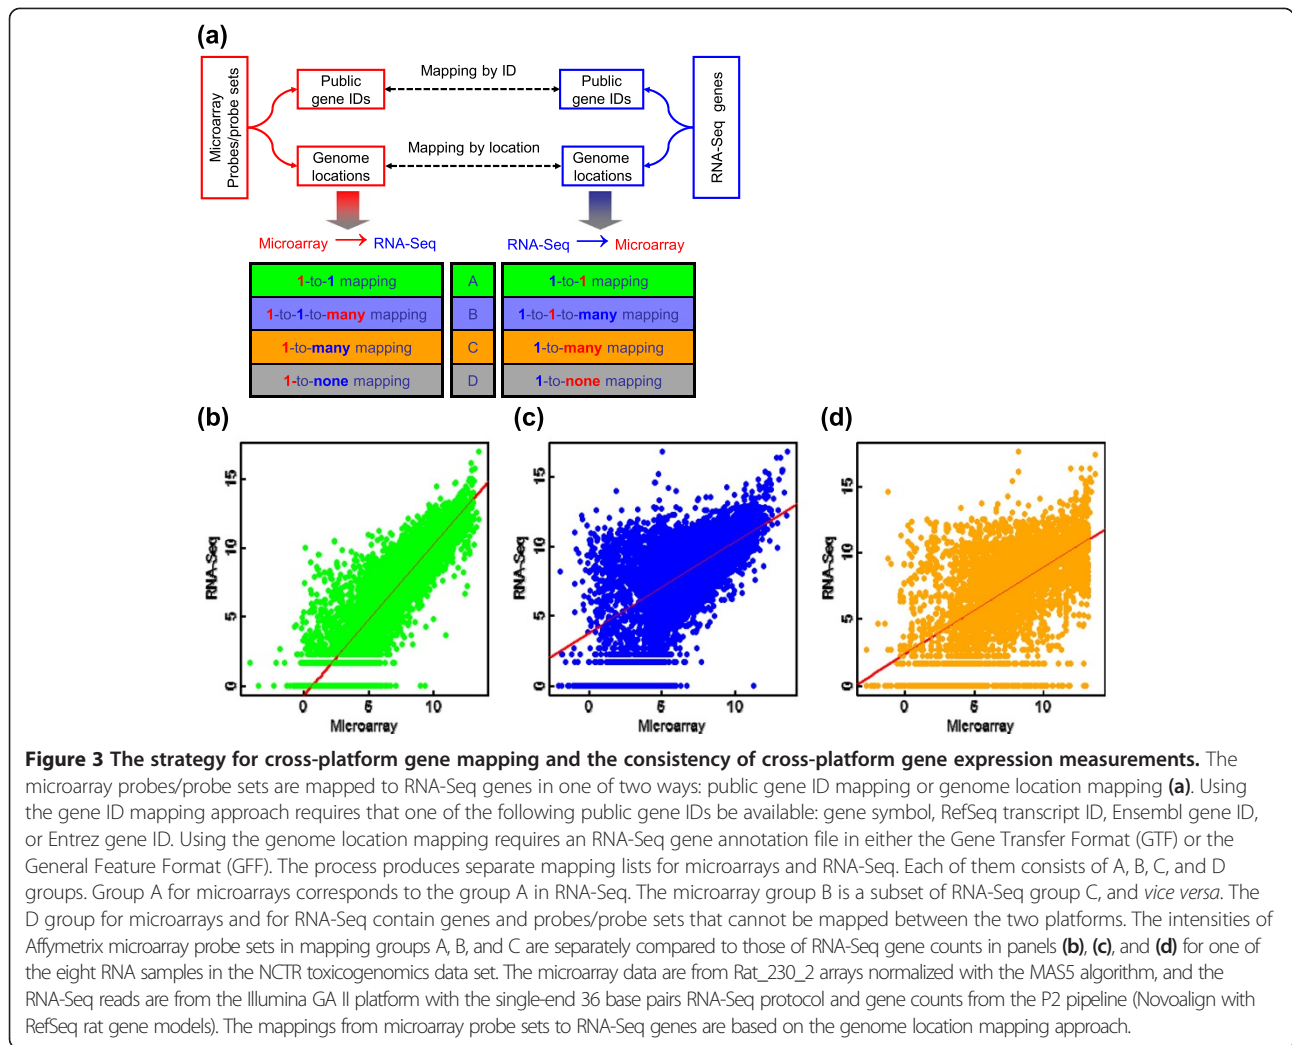 (a)
Microarray
Probes/probe sets
Public
gene IDs
Mapping by ID
Public
gene IDs
RNA-Seq genes
Genome
locations
Mapping by location
Genome
locations
Microarray → RNA-Seq
RNA-Seq → Microarray
1-to-1 mapping
A
1-to-1 mapping
1-to-1-to-many mapping
B
1-to-1-to-many mapping
1-to-many mapping
C
1-to-many mapping
1-to-none mapping
D
1-to-none mapping
(b)
RNA-Seq
15
10
5
0
0 5 10
Microarray
(c)
RNA-Seq
15
10
5
0
0 5 10
Microarray
(d)
RNA-Seq
15
10
5
0
0 5 10
Microarray
Figure 3 The strategy for cross-platform gene mapping and the consistency of cross-platform gene expression measurements. The
microarray probes/probe sets are mapped to RNA-Seq genes in one of two ways: public gene ID mapping or genome location mapping (a). Using
the gene ID mapping approach requires that one of the following public gene IDs be available: gene symbol, RefSeq transcript ID, Ensembl gene ID,
or Entrez gene ID. Using the genome location mapping requires an RNA-Seq gene annotation file in either the Gene Transfer Format (GTF) or the
General Feature Format (GFF). The process produces separate mapping lists for microarrays and RNA-Seq. Each of them consists of A, B, C, and D
groups. Group A for microarrays corresponds to the group A in RNA-Seq. The microarray group B is a subset of RNA-Seq group C, and vice versa. The
D group for microarrays and for RNA-Seq contain genes and probes/probe sets that cannot be mapped between the two platforms. The intensities of
Affymetrix microarray probe sets in mapping groups A, B, and C are separately compared to those of RNA-Seq gene counts in panels (b), (c), and (d) for one of
the eight RNA samples in the NCTR toxicogenomics data set. The microarray data are from Rat_230_2 arrays normalized with the MAS5 algorithm, and the
RNA-Seq reads are from the Illumina GA II platform with the single-end 36 base pairs RNA-Seq protocol and gene counts from the P2 pipeline (Novoalign with
RefSeq rat gene models). The mappings from microarray probe sets to RNA-Seq genes are based on the genome location mapping approach.